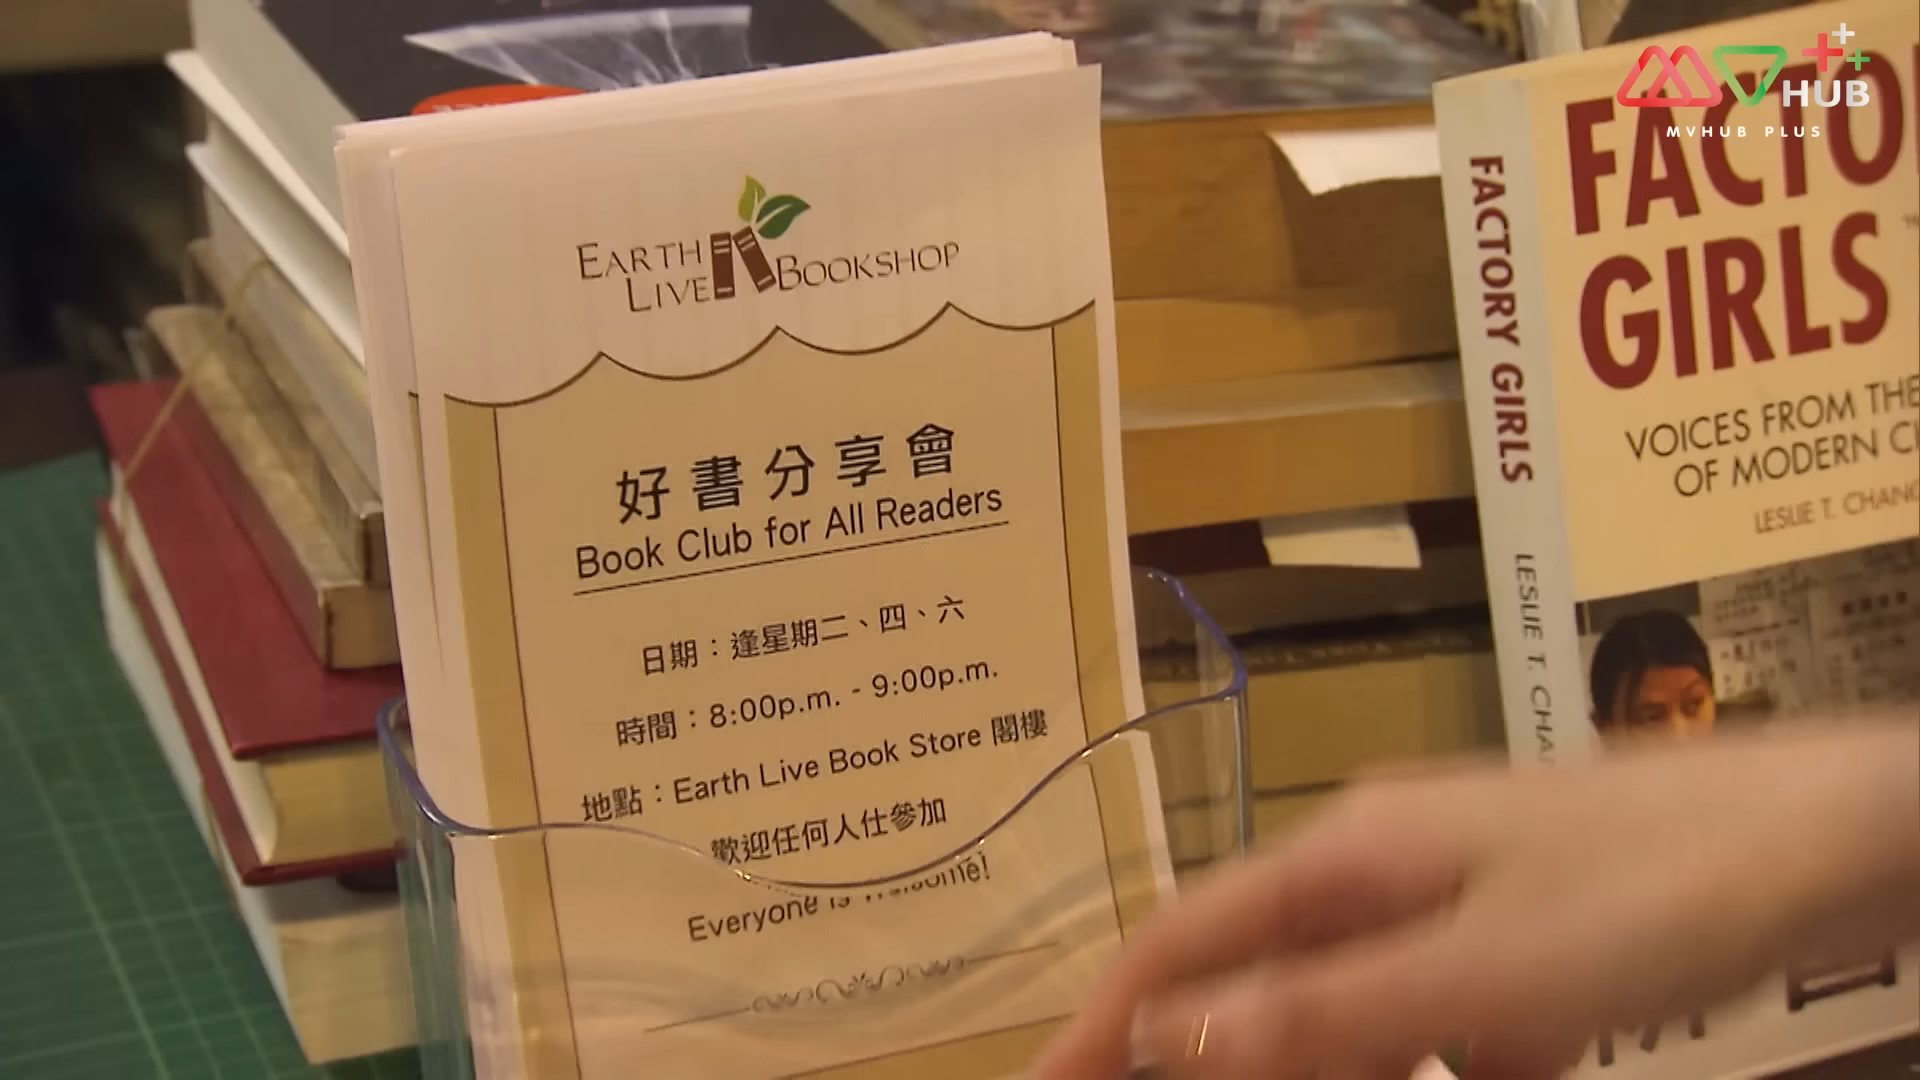 MV HUB
MVHUB PLUS
EARTH LIVE BOOKSHOP
好書分享會
Book Club for All Readers
日期：逢星期二、四、六
時間：8:00p.m. - 9:00p.m.
地點：Earth Live Book Store 閣樓
歡迎任何人仕參加
Everyone is
FACTORY GIRLS
LESLIE T.
GIRLS
VOICES FROM THE
OF MODERN
LESLIE T. CHANG